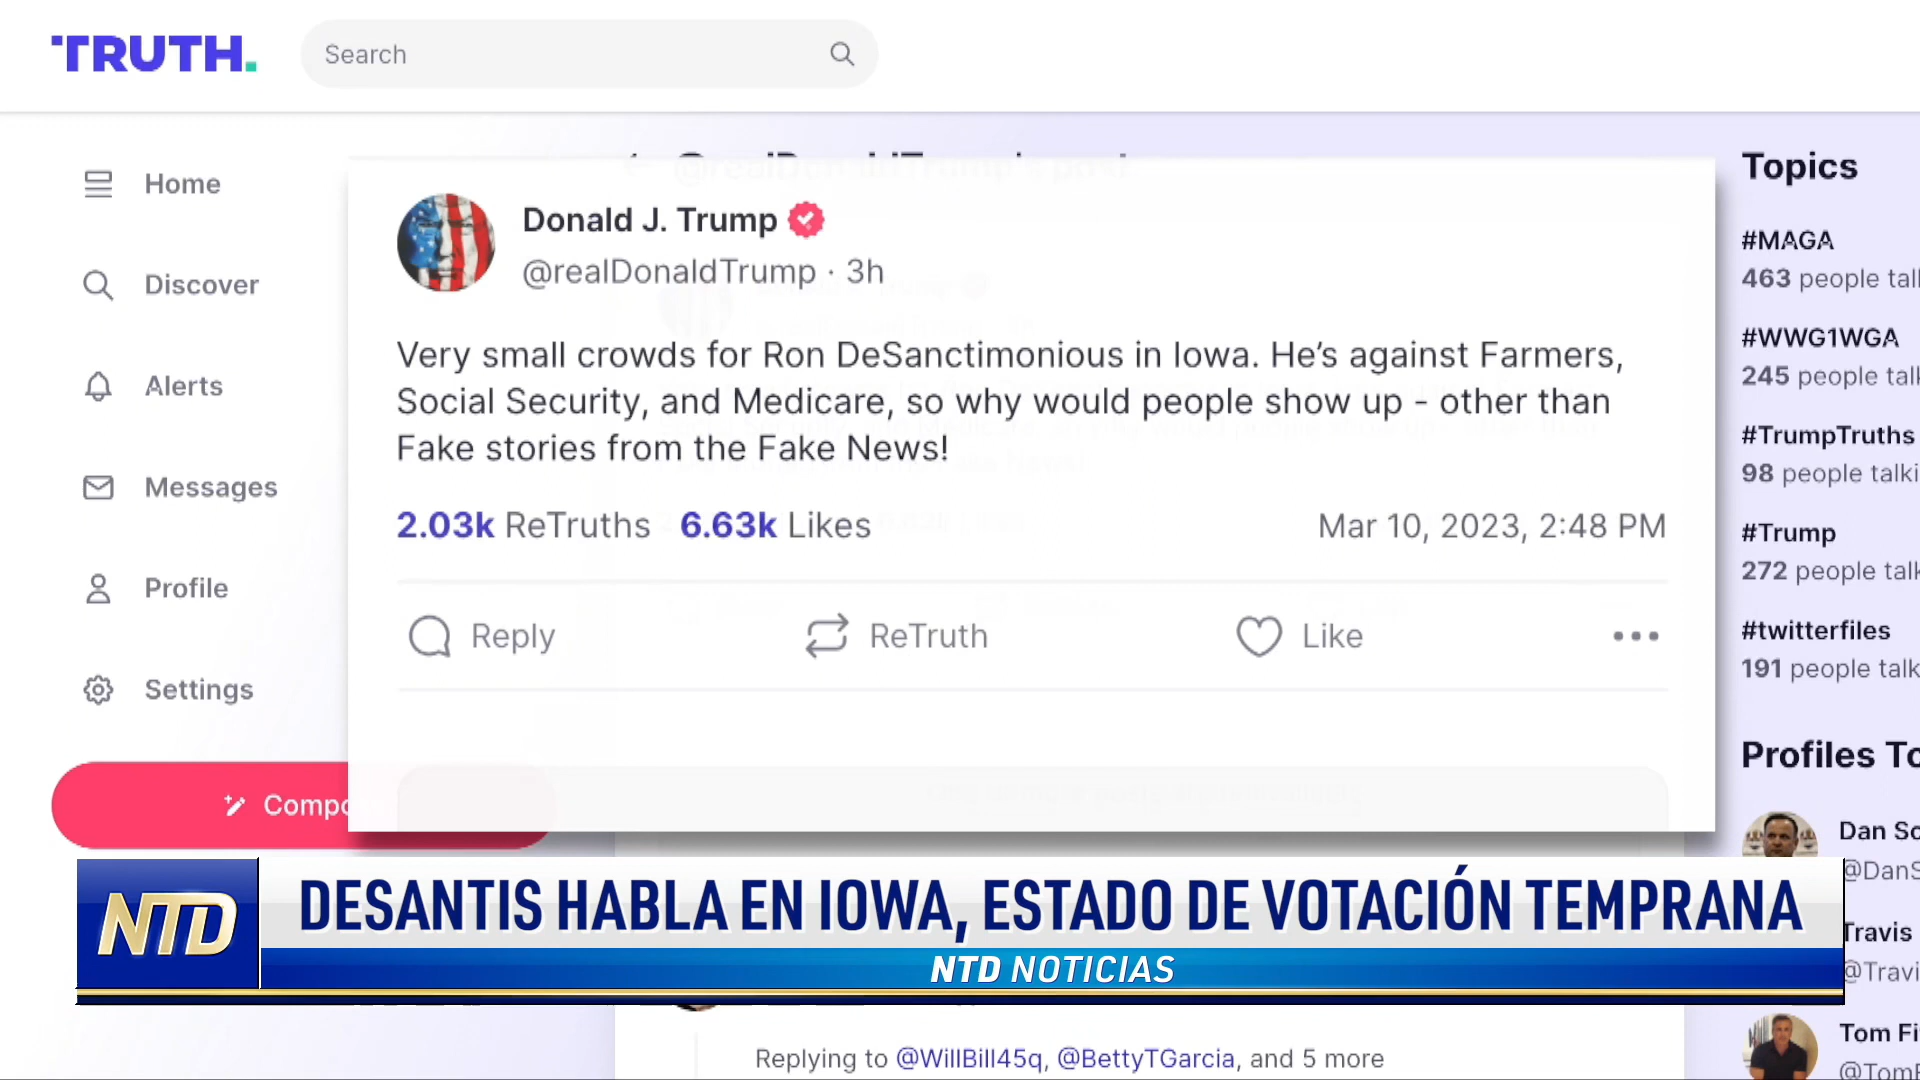 TRUTH.
Search
Home
Discover
Alerts
Messages
Profile
Settings
Donald J. Trump
@realDonaldTrump · 3h
Very small crowds for Ron DeSanctimonious in Iowa. He's against Farmers,
Social Security, and Medicare, so why would people show up - other than
Fake stories from the Fake News!
2.03k ReTruths 6.63k Likes
Mar 10, 2023, 2:48 PM
Reply
ReTruth
Like
Topics
#MAGA
463 people
#WWG1WGA
245 people
#TrumpTruths
98 people
#Trump
272 people
#twitterfiles
191 people
Profiles
Dan
Travis
Tom
NTD
DESANTIS HABLA EN IOWA, ESTADO DE VOTACIÓN TEMPRANA
NTD NOTICIAS
Replying to @WillBill45q, @BettyTGarcia, and 5 more